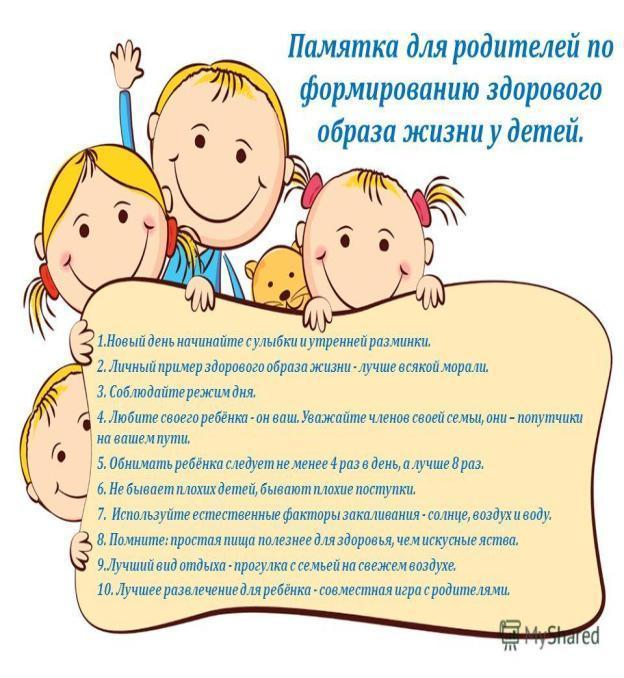 Памятка для родителей по
формированию здорового
образа жизни у детей.
1.Новый день начинайте с улыбки и утренней разминки.
2. Личный пример здорового образа жизни - лучше всякой морали.
3. Соблюдайте режим дня.
4. Любите своего ребёнка - он ваш. Уважайте членов своей семьи, они – попутчики
на вашем пути.
5. Обнимать ребёнка следует не менее 4 раз в день, а лучше 8 раз.
6. Не бывает плохих детей, бывают плохие поступки.
7. Используйте естественные факторы закаливания - солнце, воздух и воду.
8. Помните: простая пища полезнее для здоровья, чем искусные яства.
9.Лучший вид отдыха - прогулка с семьей на свежем воздухе.
10. Лучшее развлечение для ребёнка - совместная игра с родителями.
MyShared